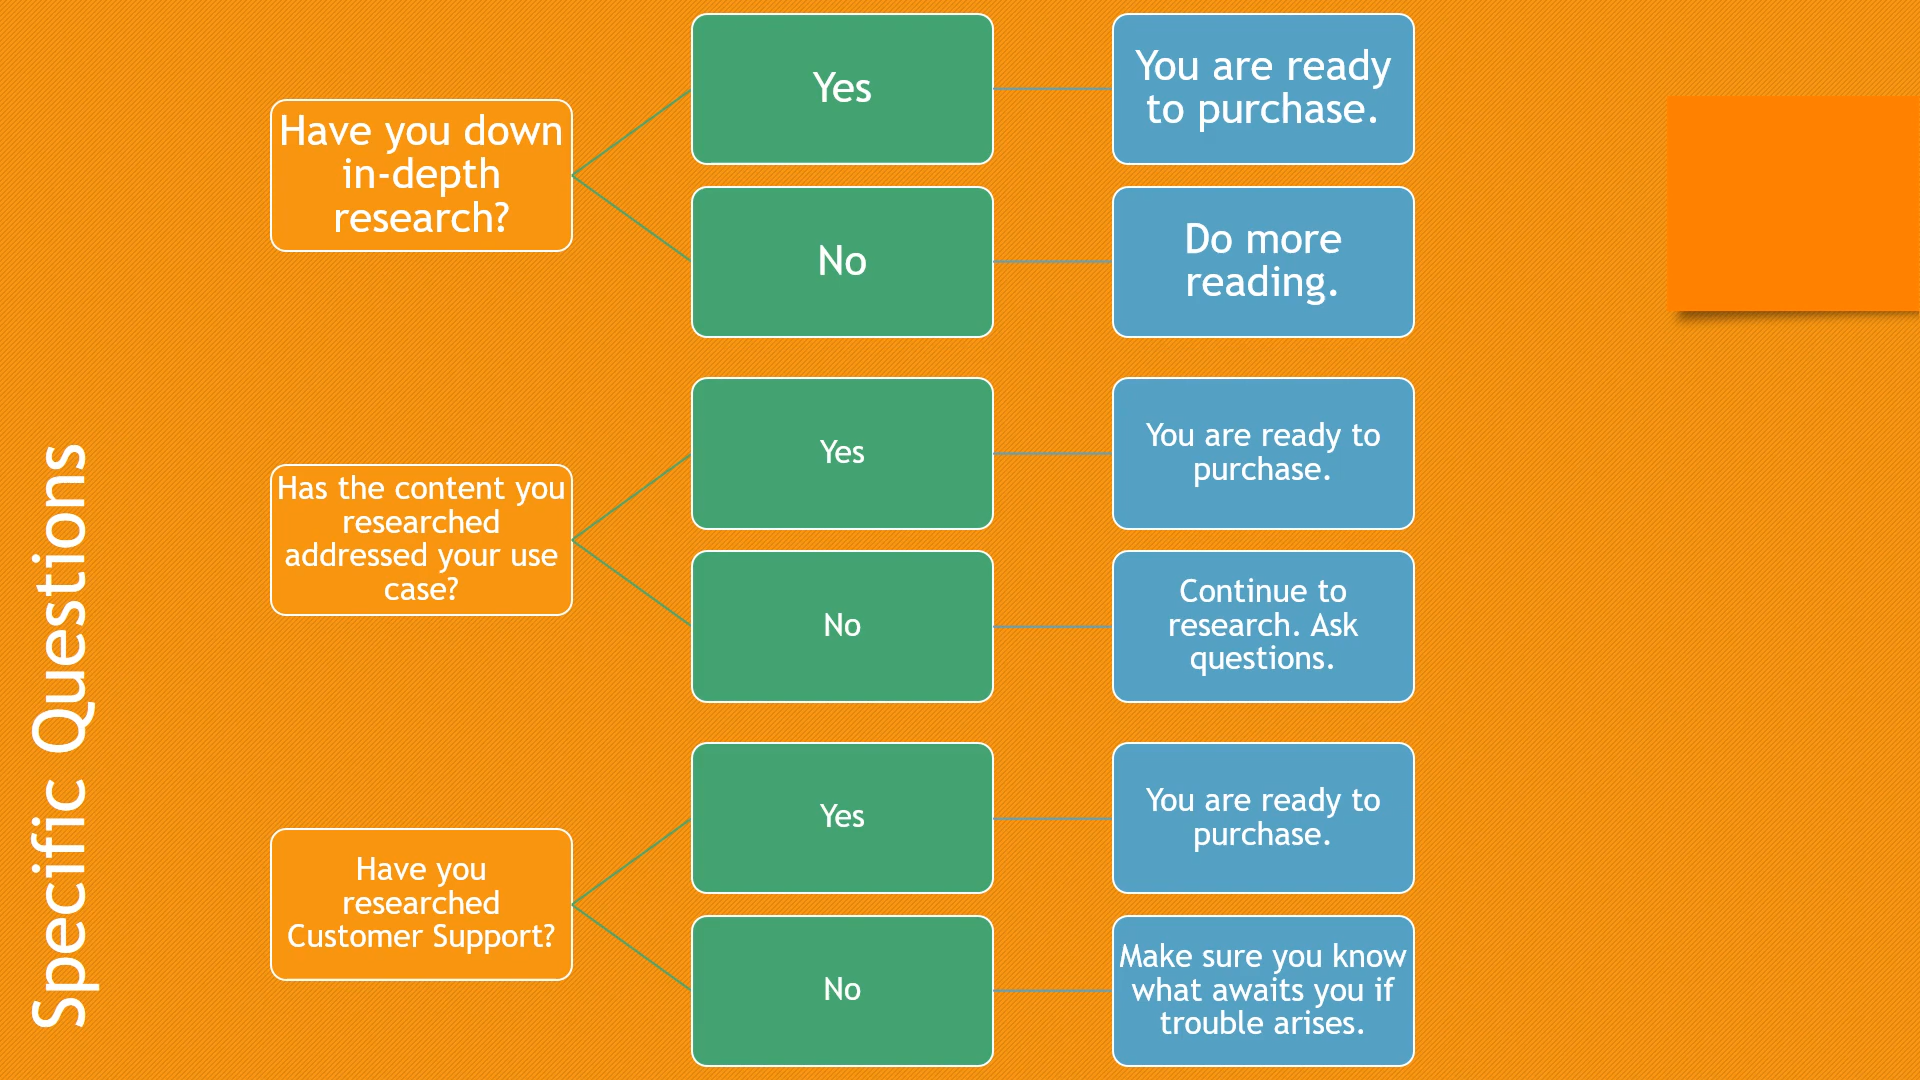 Specific Questions
Have you down
in-depth
research?
Yes
You are ready
to purchase.
No
Do more
reading.
Has the content you
researched
addressed your use
case?
Yes
You are ready to
purchase.
No
Continue to
research. Ask
questions.
Have you
researched
Customer Support?
Yes
You are ready to
purchase.
No
Make sure you know
what awaits you if
trouble arises.